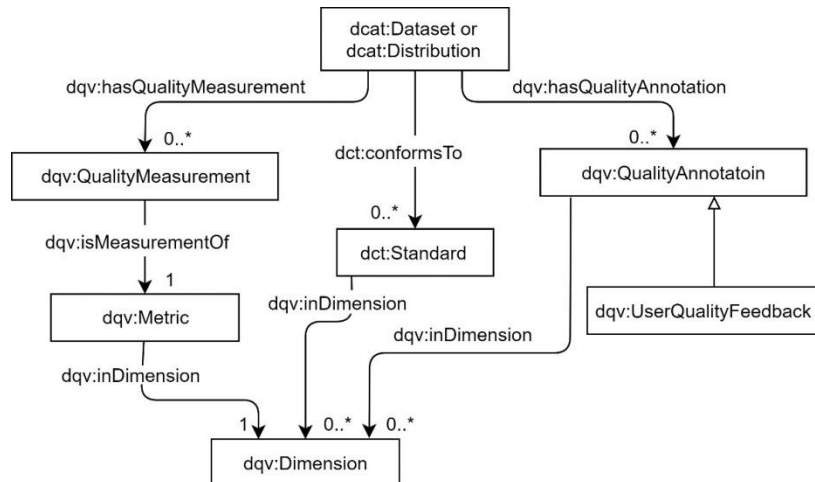 dcat:Dataset or
dcat:Distribution
dqv:hasQualityMeasurement
dqv:hasQualityAnnotation
0..*
0..*
dct:conformsTo
dqv:QualityMeasurement
dqv:QualityAnnotatoin
0..*
dqv:isMeasurementOf
dct:Standard
1
dqv:inDimension
dqv:Metric
dqv:UserQualityFeedback
dqv:inDimension
dqv:inDimension
1
0..*
0..*
dqv:Dimension